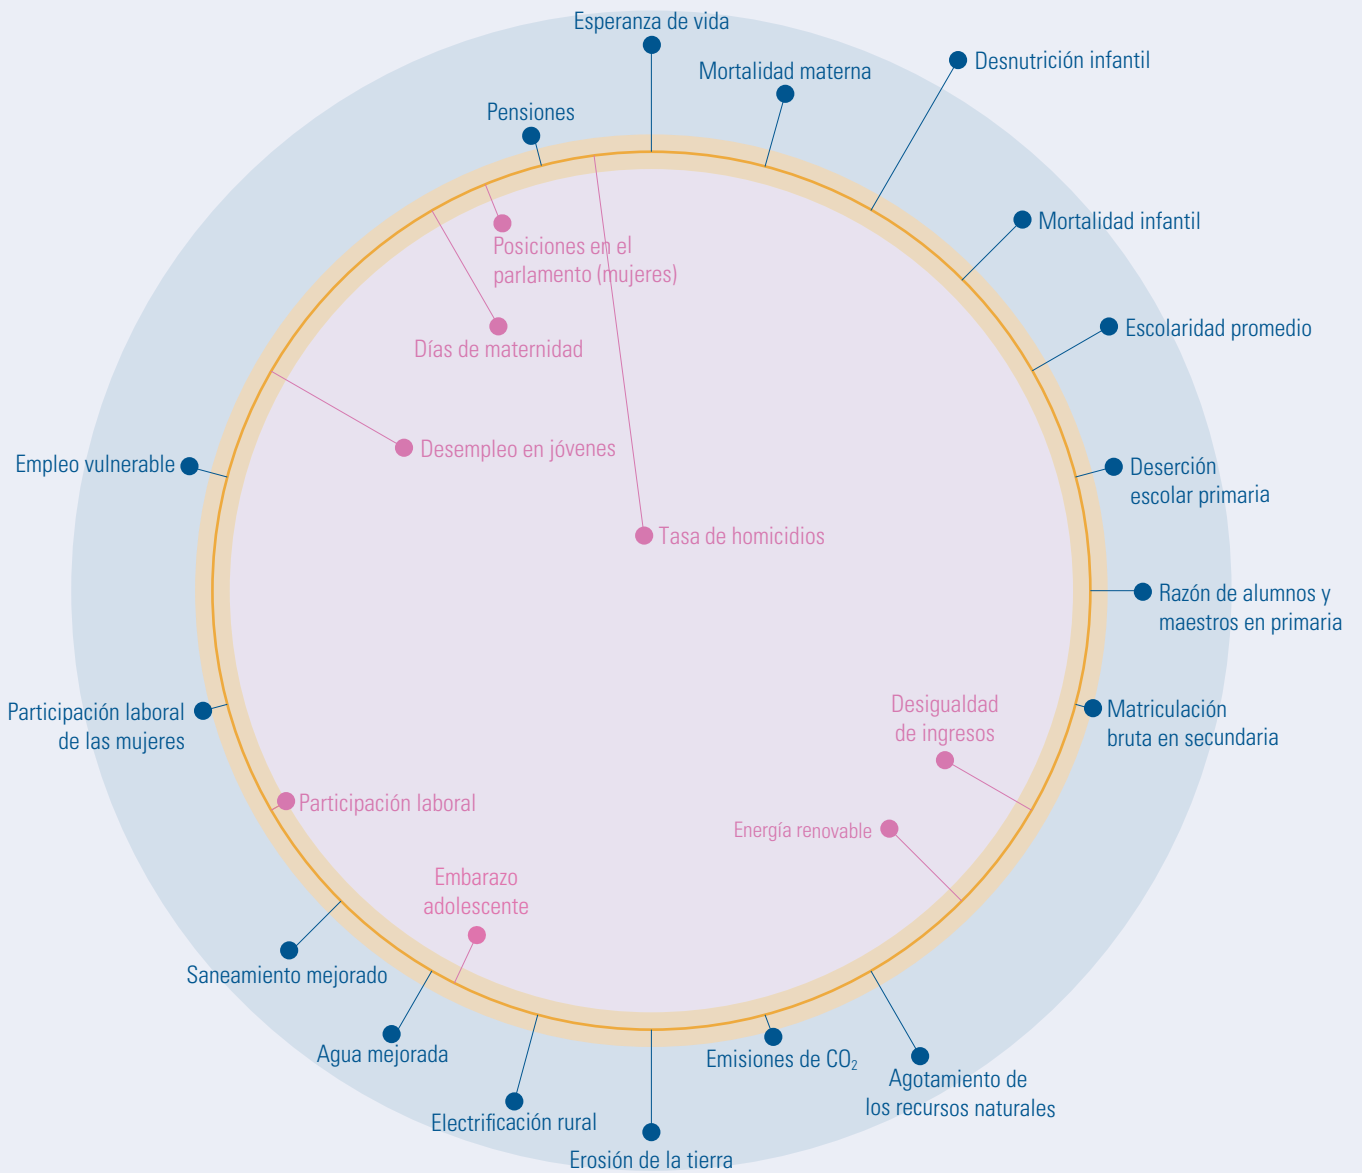 Esperanza de vida
Mortalidad materna
Desnutrición infantil
Pensiones
Mortalidad infantil
Posiciones en el
parlamento (mujeres)
Escolaridad promedio
Días de maternidad
Desempleo en jóvenes
Empleo vulnerable
Deserción
escolar primaria
Tasa de homicidios
Razón de alumnos y
maestros en primaria
Desigualdad
de ingresos
Matriculación
bruta en secundaria
Participación laboral
de las mujeres
Participación laboral
Energía renovable
Embarazo
adolescente
Saneamiento mejorado
Agua mejorada
Emisiones de CO₂
Agotamiento de
los recursos naturales
Electrificación rural
Erosión de la tierra